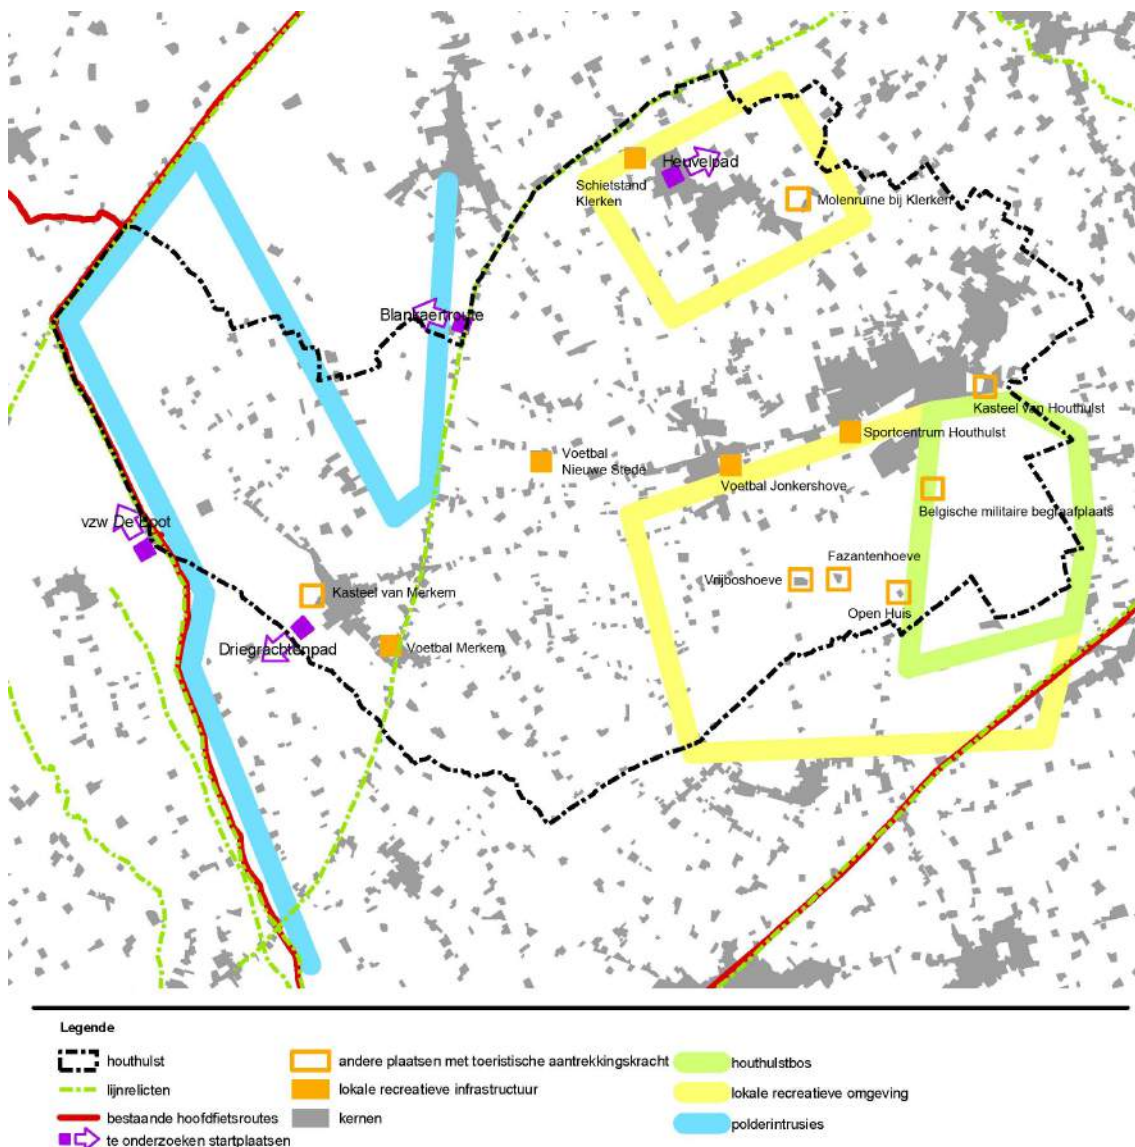 Heuvelpad
Schietstand
Klerken
Molenruïne bij Klerken
Blankaertroute
Kasteel van Houthulst
Sportcentrum Houthulst
Voetbal
Nieuwe Stede
Voetbal Jonkershove
Belgische militaire begraafplaats
vzw De Boot
Fazantenhoeve
Vrijboshoeve
Kasteel van Merkem
Open Huis
Driegrachtenpad
Voetbal Merkem
Legende
houthulst
lijnrelicten
bestaande hoofdfietsroutes
te onderzoeken startplaatsen
andere plaatsen met toeristische aantrekkingskracht
lokale recreatieve infrastructuur
kernen
houthulstbos
lokale recreatieve omgeving
polderintrusies